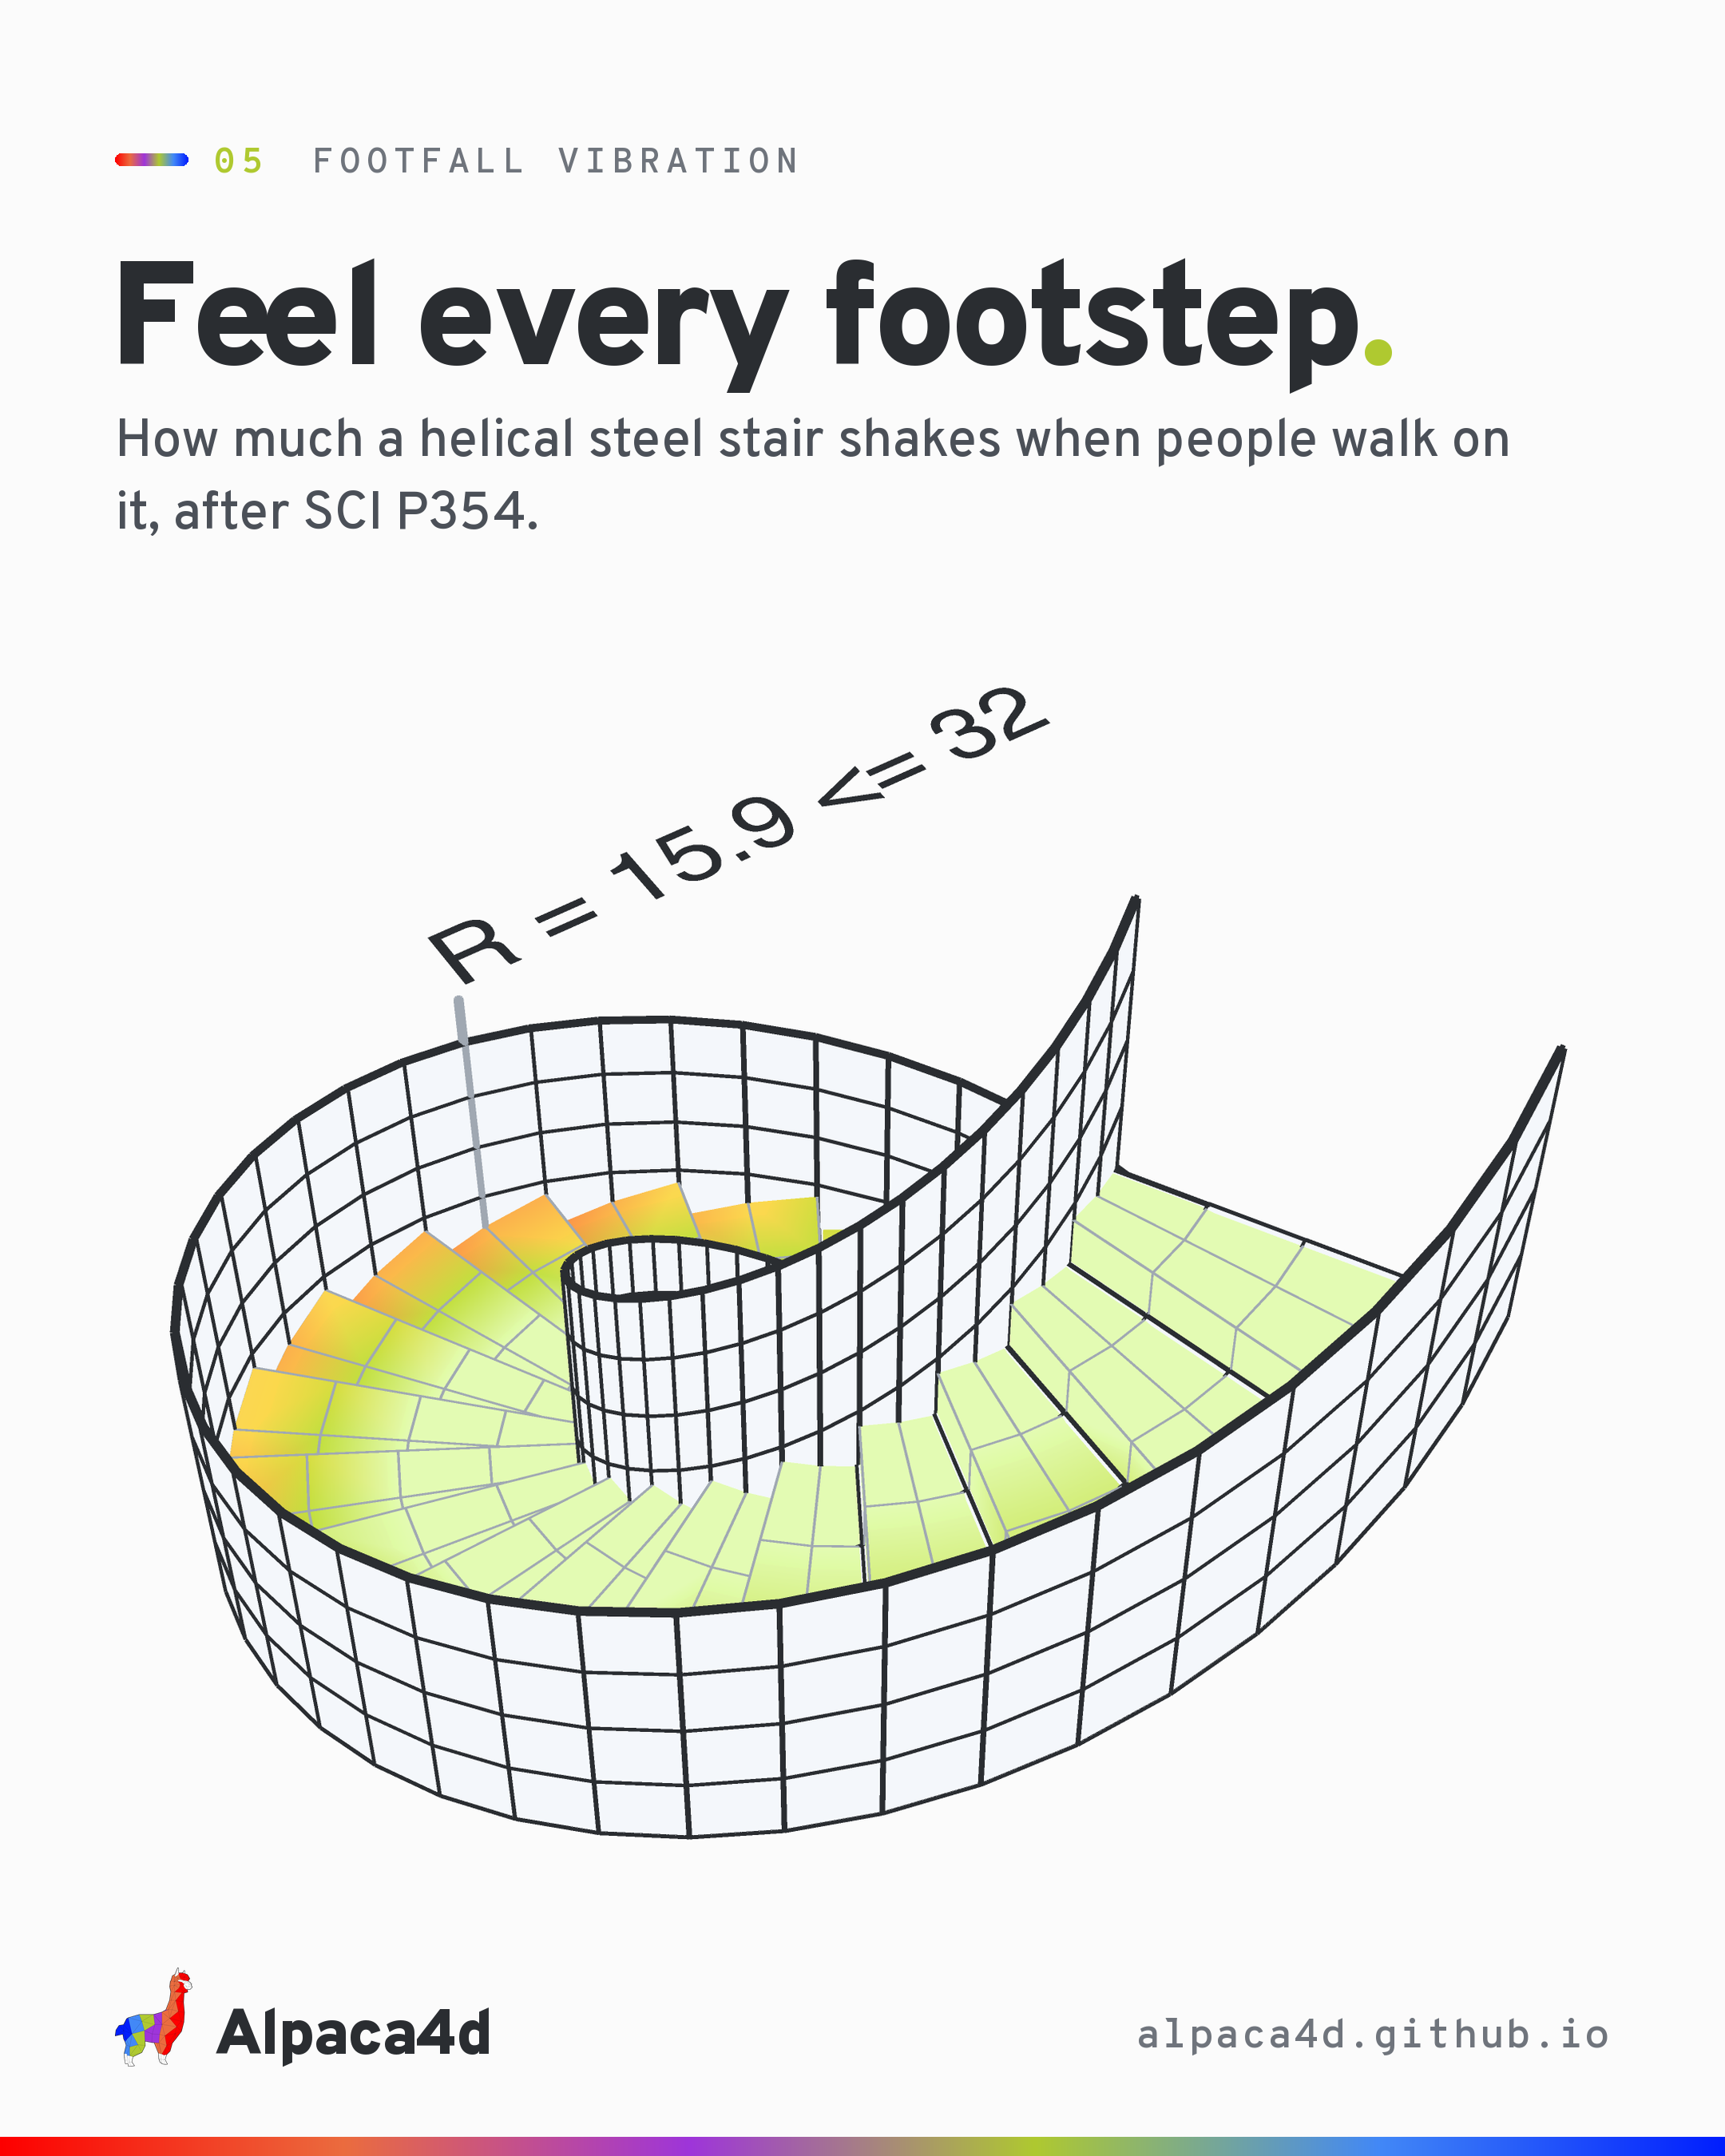 05 FOOTFALL VIBRATION
Feel every footstep.
How much a helical steel stair shakes when people walk on
it, after SCI P354.
R = 15.9 <= 32
Alpaca4d
alpaca4d.github.io